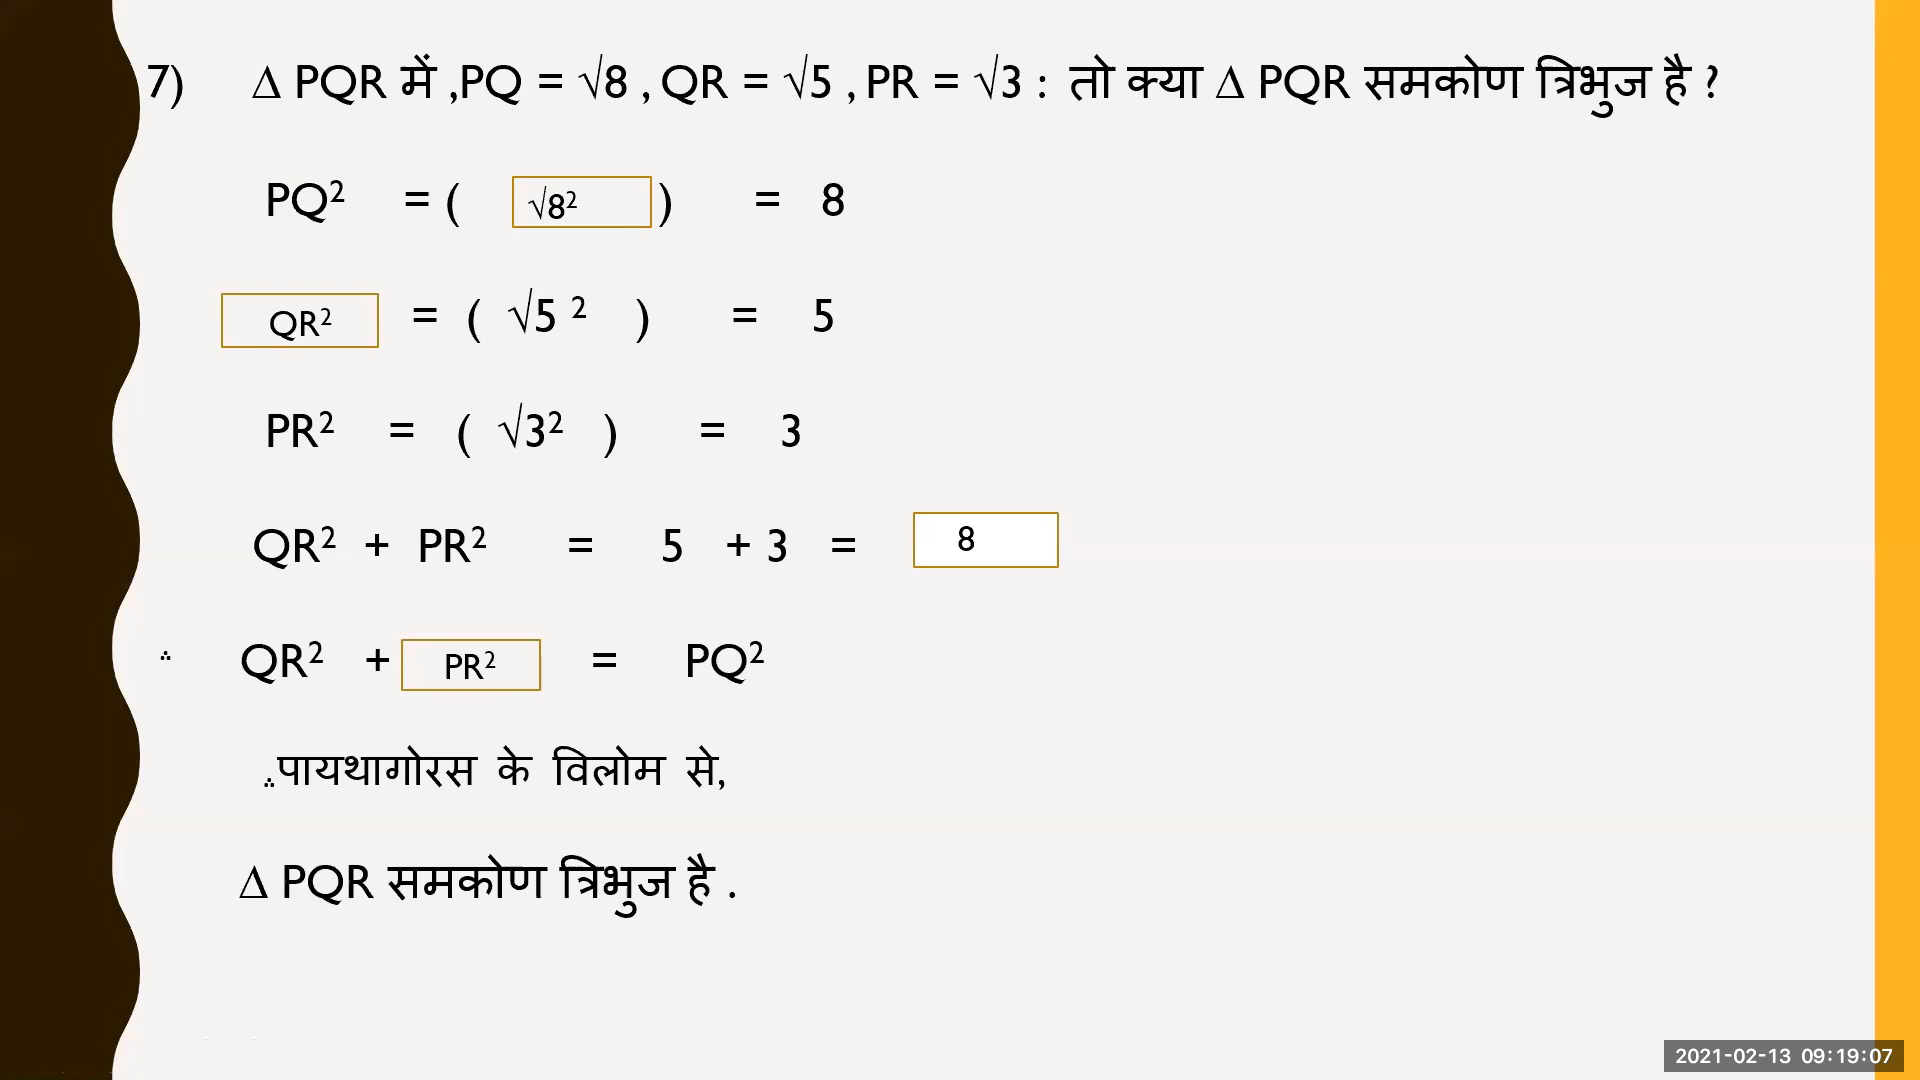 7) Δ PQR में ,PQ = √8 , QR = √5 , PR = √3 : तो क्या Δ PQR समकोण त्रिभुज है ?
PQ² = ( √8² ) = 8
QR² = ( √5 ² ) = 5
PR² = ( √3² ) = 3
QR² + PR² = 5 + 3 = 8
∴ QR² + PR² = PQ²
∴पायथागोरस के विलोम से,
Δ PQR समकोण त्रिभुज है .
2021-02-13 09:19:07